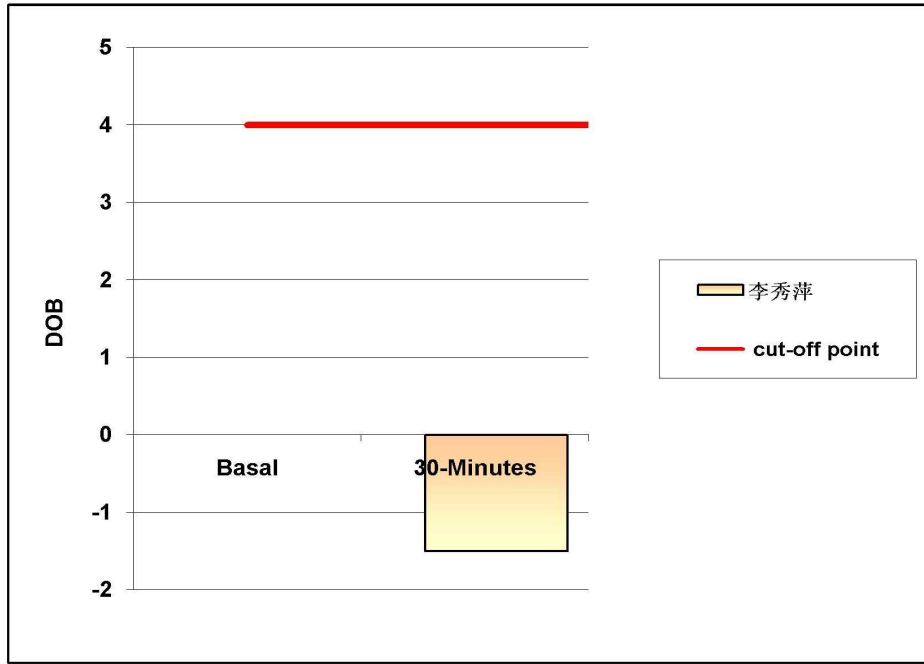 5
4
3
2
1
0
-1
-2
DOB
Basal
30-Minutes
李秀萍
cut-off point